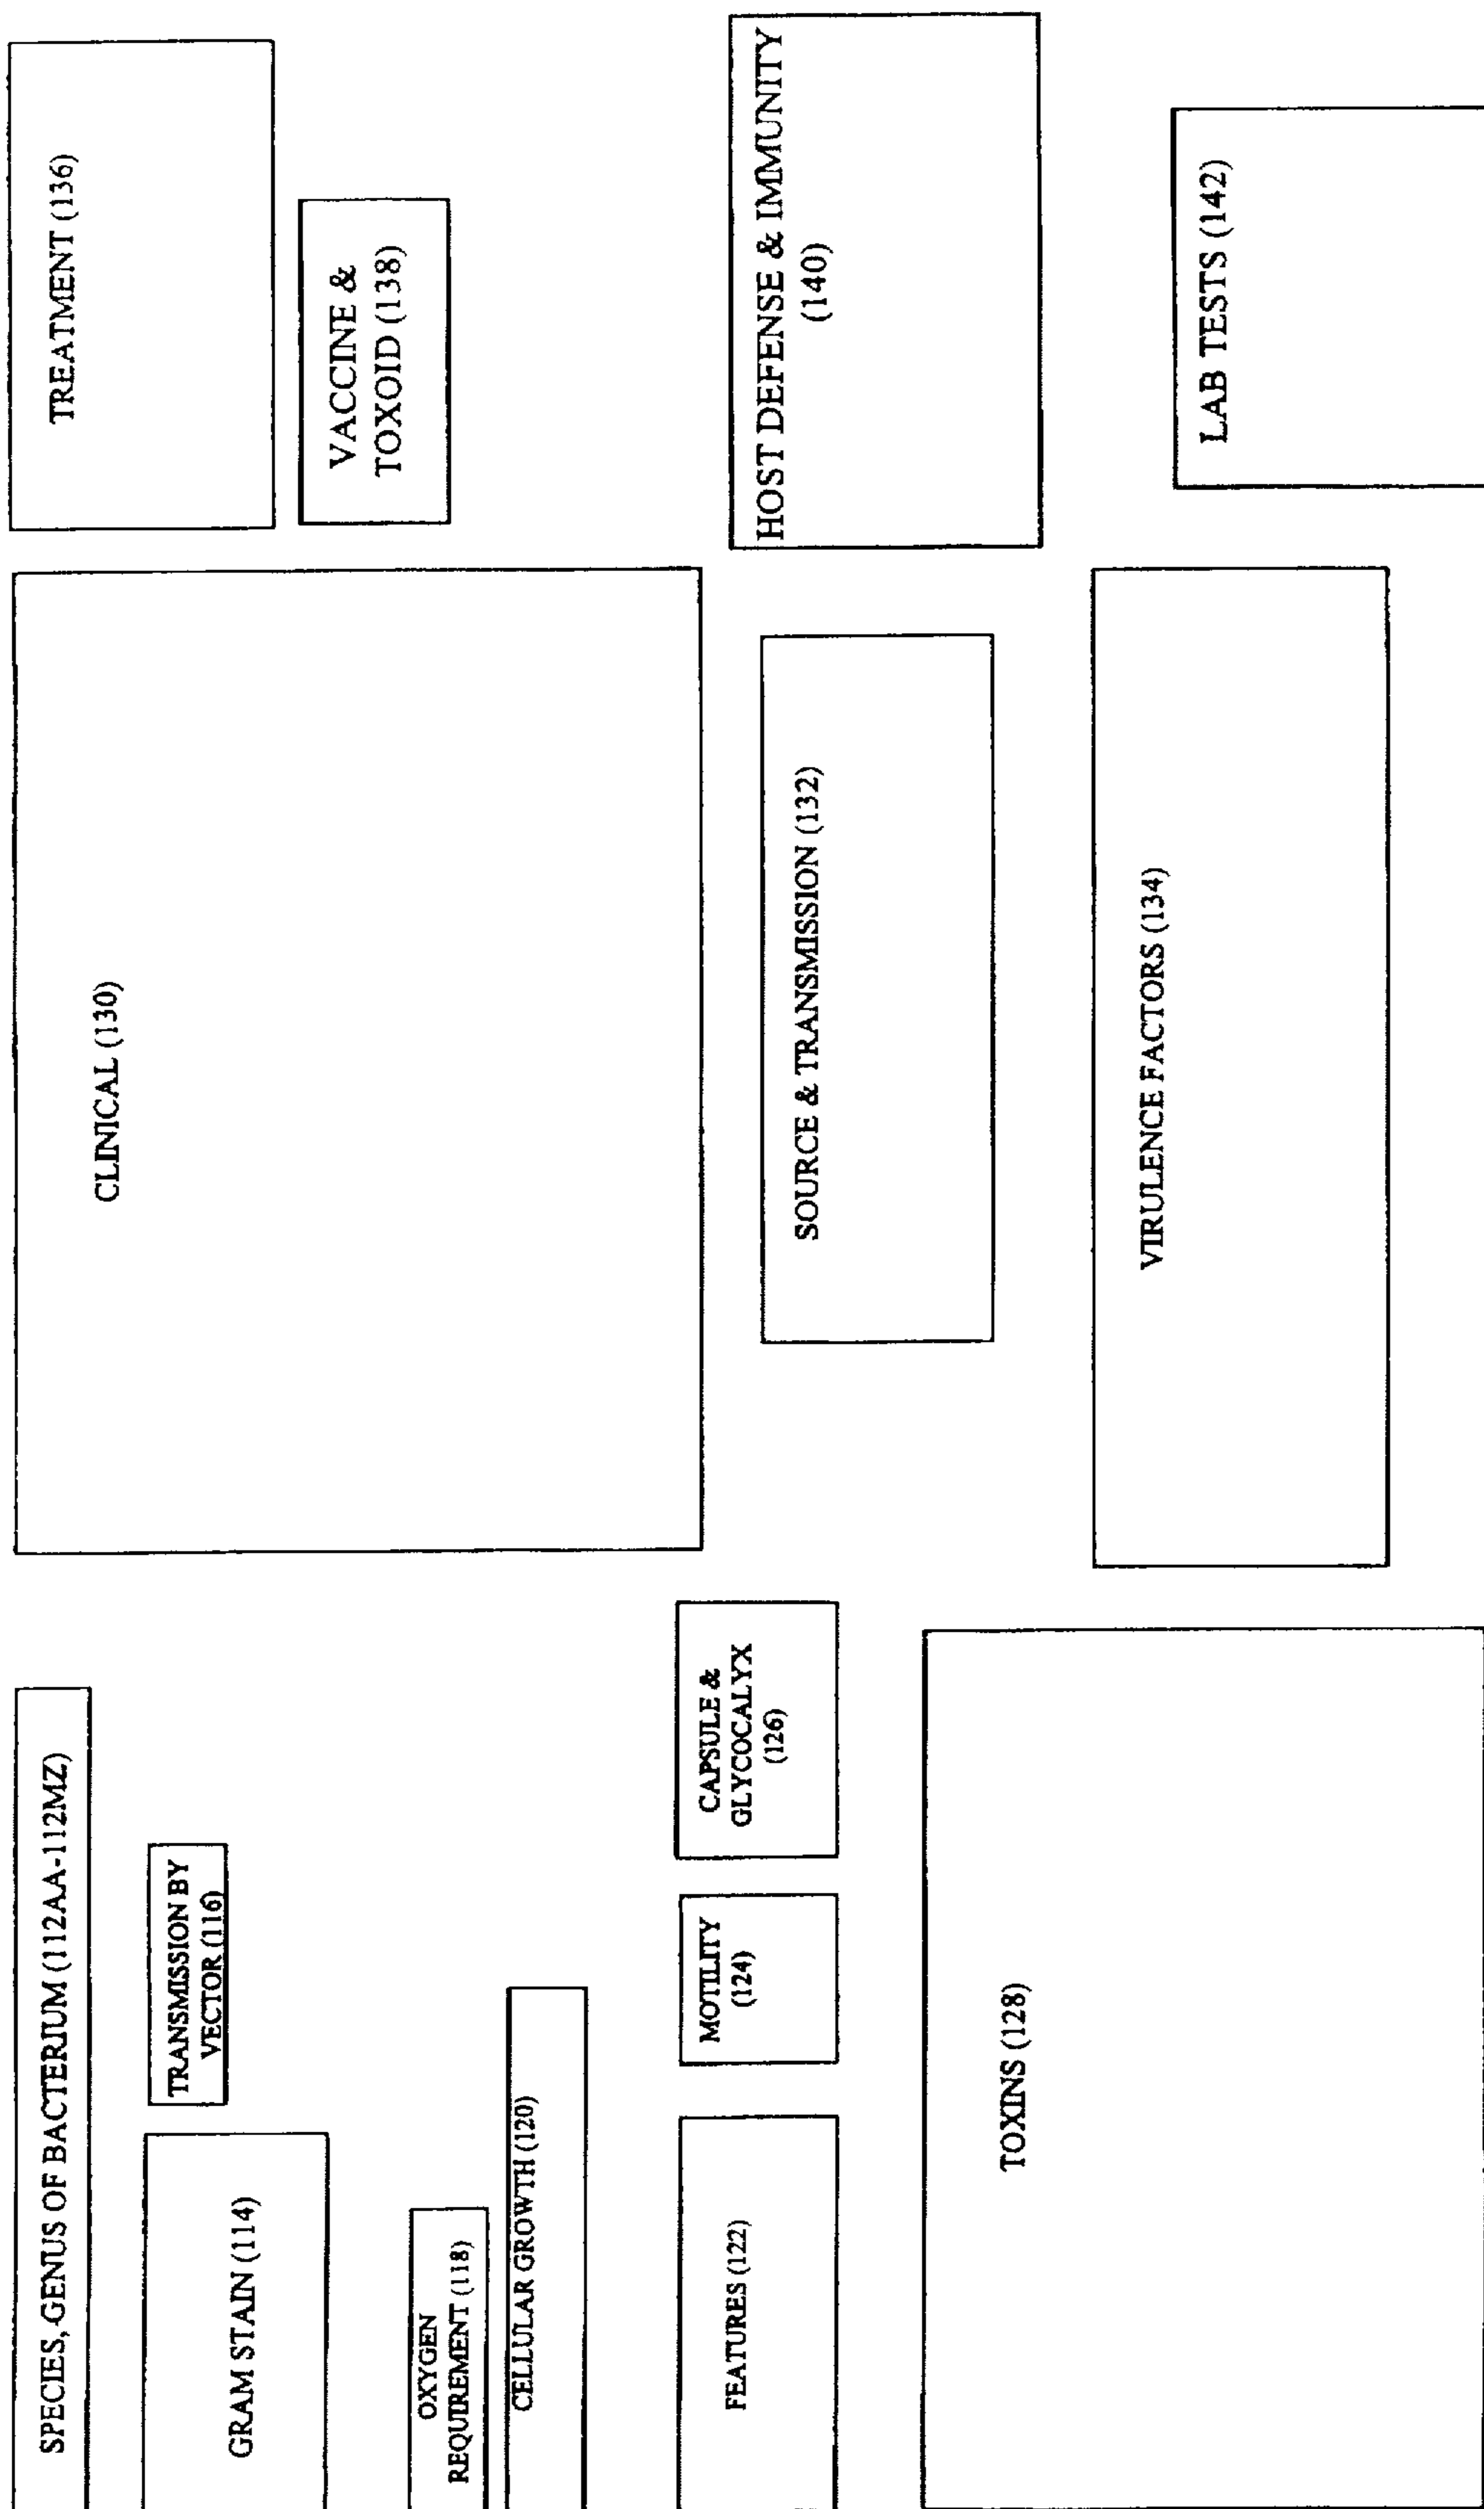 SPECIES, GENUS OF BACTERIUM (112AA-112MZ)
GRAM STAIN (114)
TRANSMISSION BY
VECTOR (116)
OXYGEN
REQUIREMENT (118)
CELLULAR GROWTH (120)
FEATURES (122)
MOTILITY
(124)
CAPSULE &
GLYCOCALYX
(126)
TOXINS (128)
CLINICAL (130)
SOURCE & TRANSMISSION (132)
VIRULENCE FACTORS (134)
TREATMENT (136)
VACCINE &
TOXOID (138)
HOST DEFENSE & IMMUNITY
(140)
LAB TESTS (142)